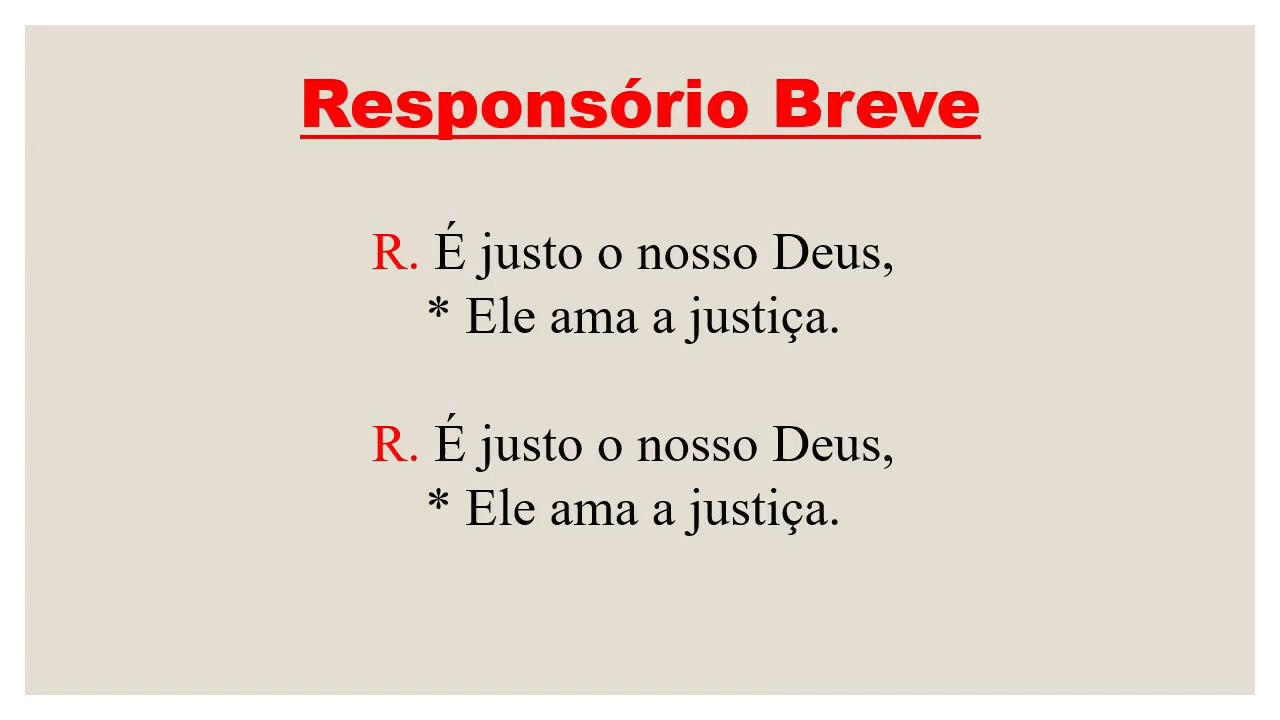 Responsório Breve
R. É justo o nosso Deus,
* Ele ama a justiça.
R. É justo o nosso Deus,
* Ele ama a justiça.